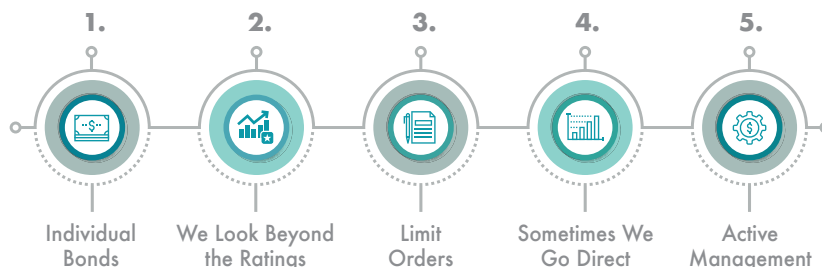 1.
2.
3.
4.
5.
Individual
Bonds
We Look Beyond
the Ratings
Limit
Orders
Sometimes We
Go Direct
Active
Management